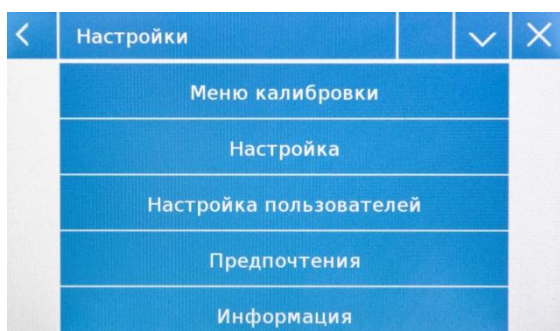 Настройки
Меню калибровки
Настройка
Настройка пользователей
Предпочтения
Информация